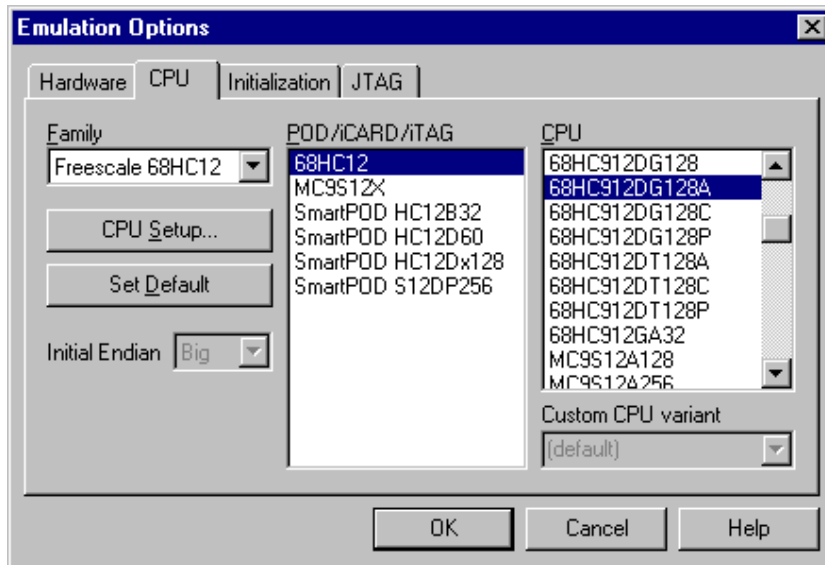 Emulation Options
Hardware CPU Initialization JTAG
Family
Freescale 68HC12
CPU Setup...
Set Default
Initial Endian Big
POD/iCARD/iTAG
68HC12
MC9S12X
SmartPOD HC12B32
SmartPOD HC12D60
SmartPOD HC12Dx128
SmartPOD S12DP256
CPU
68HC912DG128
68HC912DG128A
68HC912DG128C
68HC912DG128P
68HC912DT128A
68HC912DT128C
68HC912DT128P
68HC912GA32
MC9S12A128
MC9S12A256
Custom CPU variant
(default)
OK Cancel Help